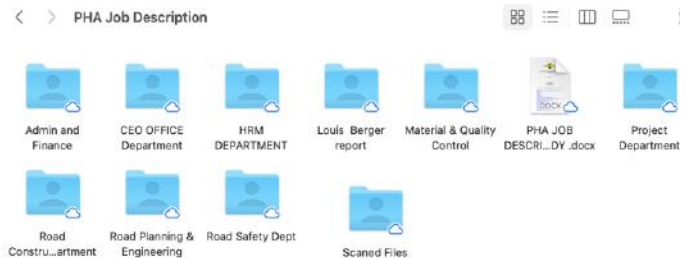 PHA Job Description
DOCX
Admin and
Finance
CEO OFFICE
Department
HRM
DEPARTMENT
Louis Berger
report
Material & Quality
Control
PHA JOB
DESCRI...DY .docx
Project
Department
Road
Constru...artment
Road Planning &
Engineering
Road Safety Dept
Scaned Files